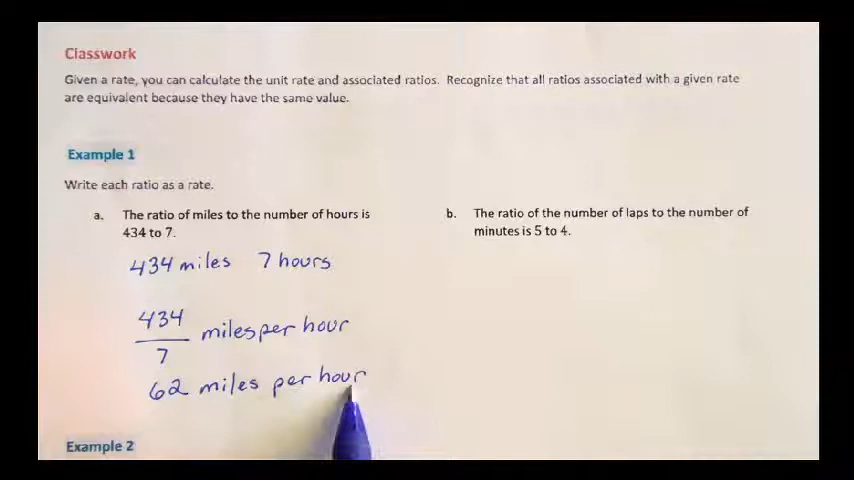 Classwork
Given a rate, you can calculate the unit rate and associated ratios. Recognize that all ratios associated with a given rate
are equivalent because they have the same value.
Example 1
Write each ratio as a rate.
a. The ratio of miles to the number of hours is
434 to 7.
434 miles 7 hours
434
miles per hour
7
62 miles per hour
b. The ratio of the number of laps to the number of
minutes is 5 to 4.
Example 2